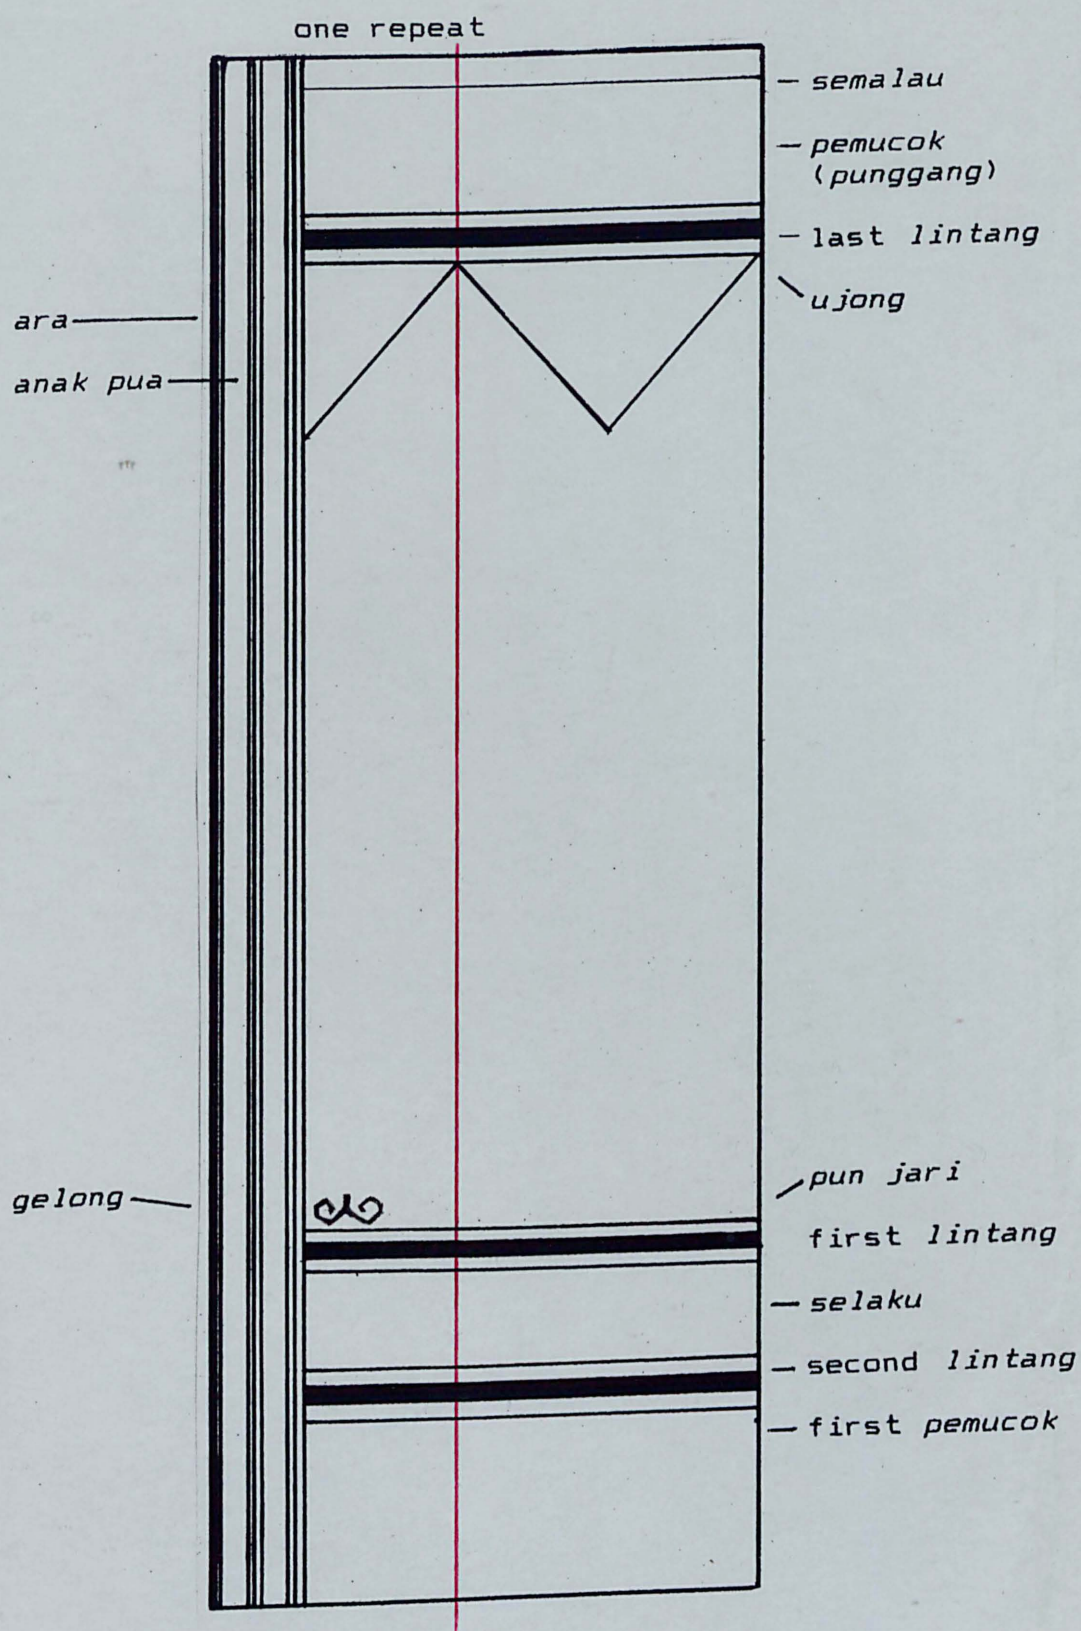 one repeat
semalau
pemucok
(punggang)
last lintang
ujong
ara
anak pua
gelong
pun jari
first lintang
selaku
second lintang
first pemucok